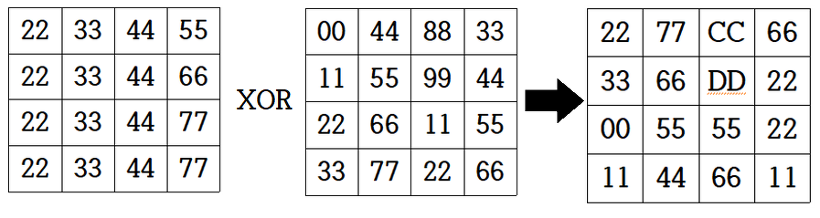 22 33 44 55
22 33 44 66
22 33 44 77
22 33 44 77
XOR
00 44 88 33
11 55 99 44
22 66 11 55
33 77 22 66
22 77 CC 66
33 66 DD 22
00 55 55 22
11 44 66 11